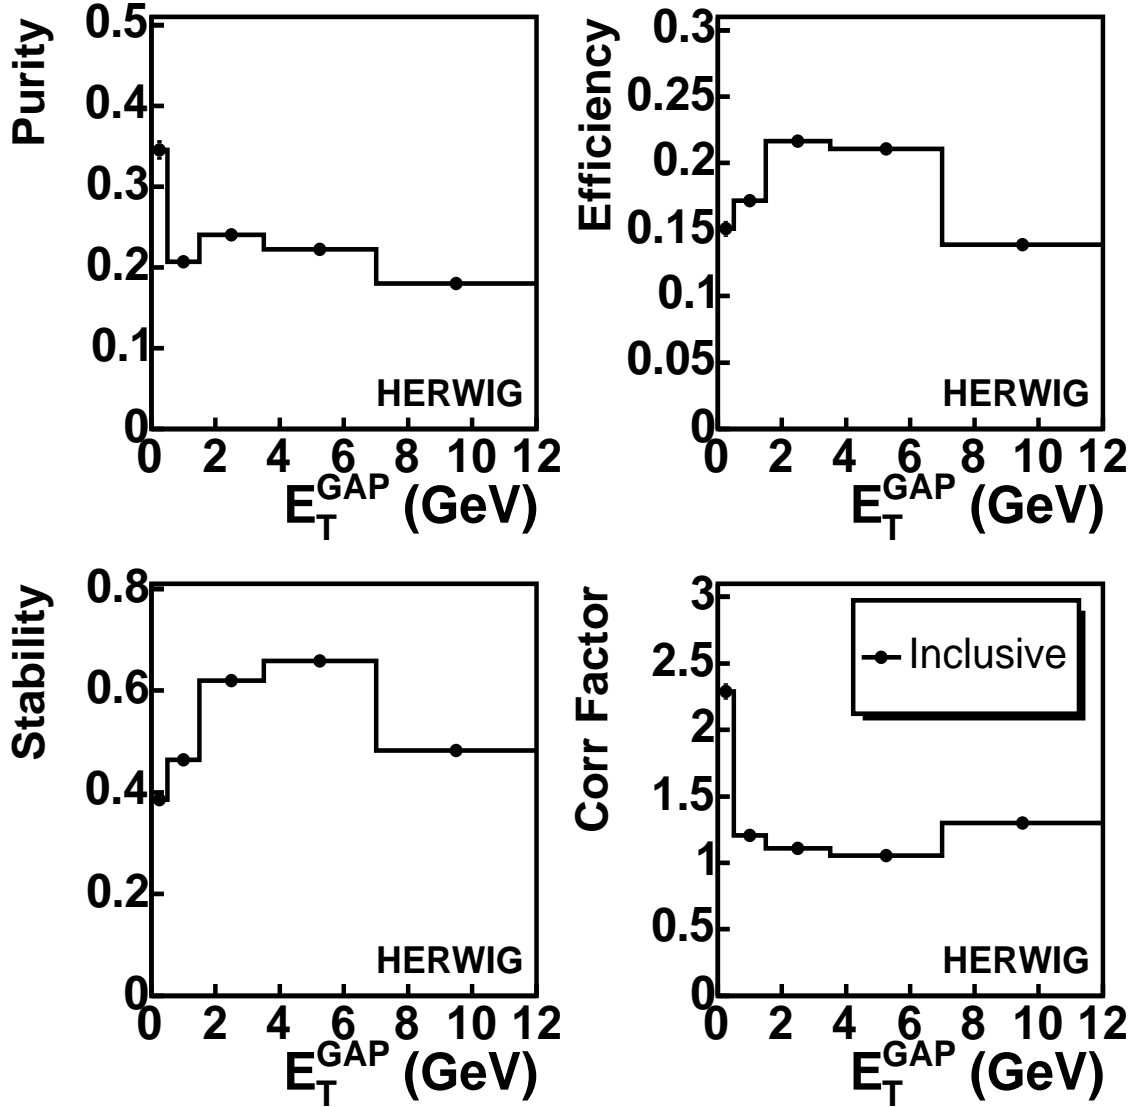 Purity
0.5
0.4
0.3
0.2
0.1
0
HERWIG
0 2 4 6 8 10 12
E_T^GAP (GeV)
Efficiency
0.3
0.25
0.2
0.15
0.1
0.05
0
HERWIG
0 2 4 6 8 10 12
E_T^GAP (GeV)
Stability
0.8
0.6
0.4
0.2
0
HERWIG
0 2 4 6 8 10 12
E_T^GAP (GeV)
Corr Factor
3
2.5
2
1.5
1
0.5
0
Inclusive
HERWIG
0 2 4 6 8 10 12
E_T^GAP (GeV)